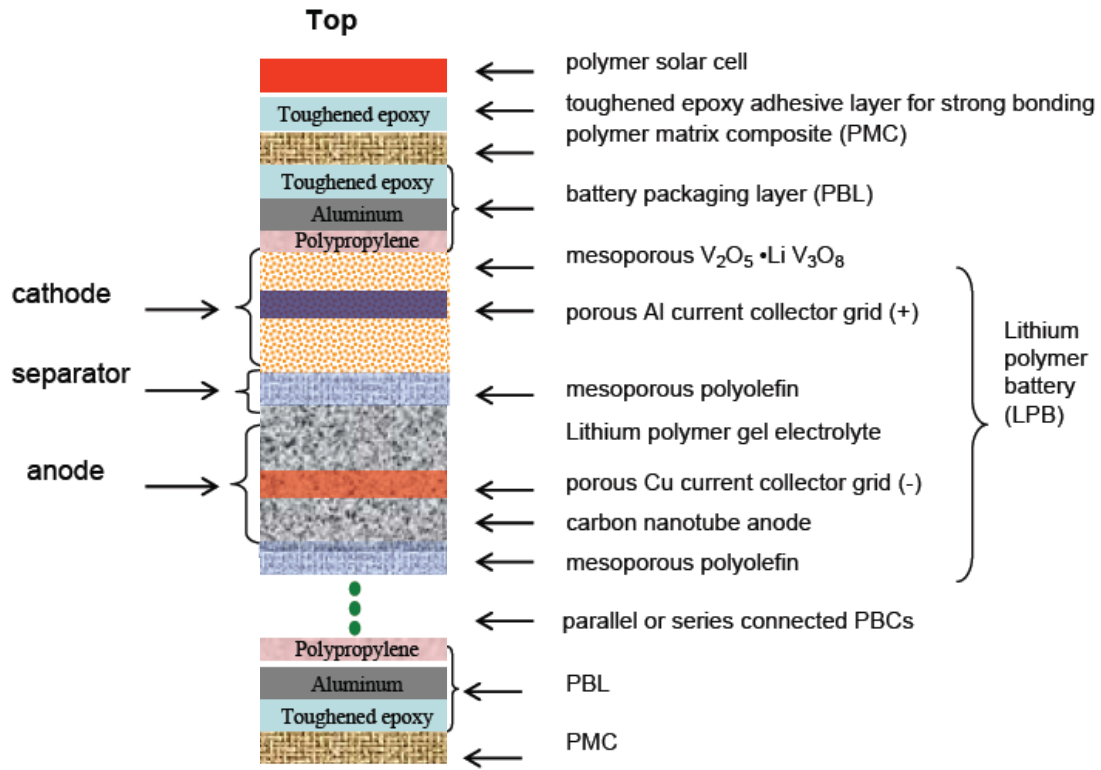 Top
polymer solar cell
Toughened epoxy
toughened epoxy adhesive layer for strong bonding
polymer matrix composite (PMC)
Toughened epoxy
Aluminum
Polypropylene
battery packaging layer (PBL)
mesoporous V₂O₅ •Li V₃O₈
cathode
porous Al current collector grid (+)
separator
mesoporous polyolefin
Lithium polymer gel electrolyte
anode
porous Cu current collector grid (-)
carbon nanotube anode
mesoporous polyolefin
Lithium
polymer
battery
(LPB)
parallel or series connected PBCs
Polypropylene
Aluminum
Toughened epoxy
PBL
PMC